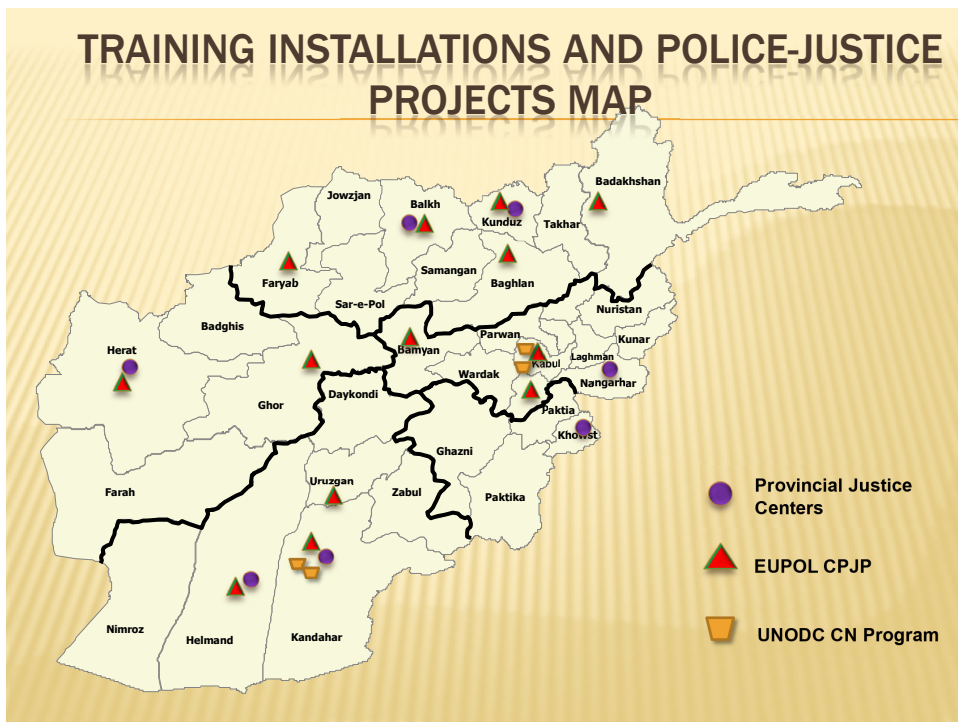 TRAINING INSTALLATIONS AND POLICE-JUSTICE
PROJECTS MAP
Badakhshan
Jowzjan
Balkh
Kunduz
Takhar
Samangan
Baghlan
Faryab
Sar-e-Pol
Nuristan
Badghis
Parwan
Kunar
Herat
Bamyan
Laghman
Kabul
Wardak
Nangarhar
Ghor
Daykondi
Paktia
Khowst
Ghazni
Farah
Uruzgan
Zabul
Paktika
Nimroz
Helmand
Kandahar
Provincial Justice
Centers
EUPOL CPJP
UNODC CN Program